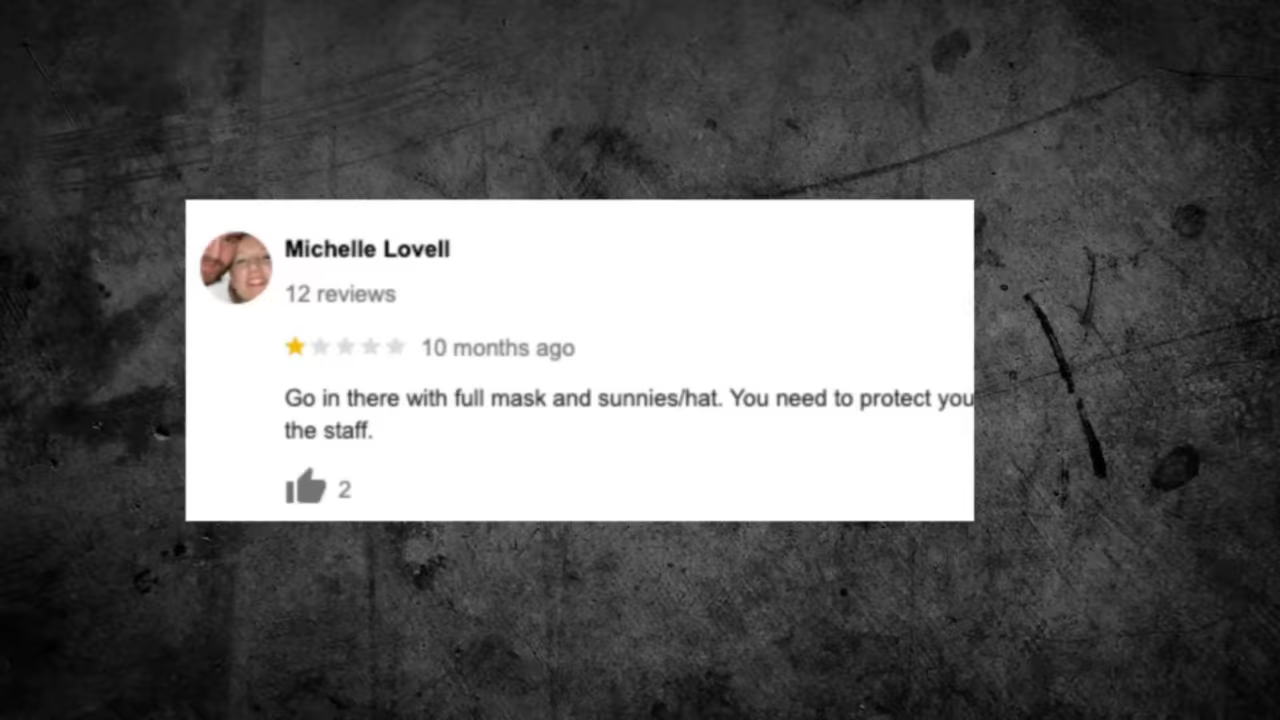 Michelle Lovell
12 reviews
10 months ago
Go in there with full mask and sunnies/hat. You need to protect you
the staff.
2